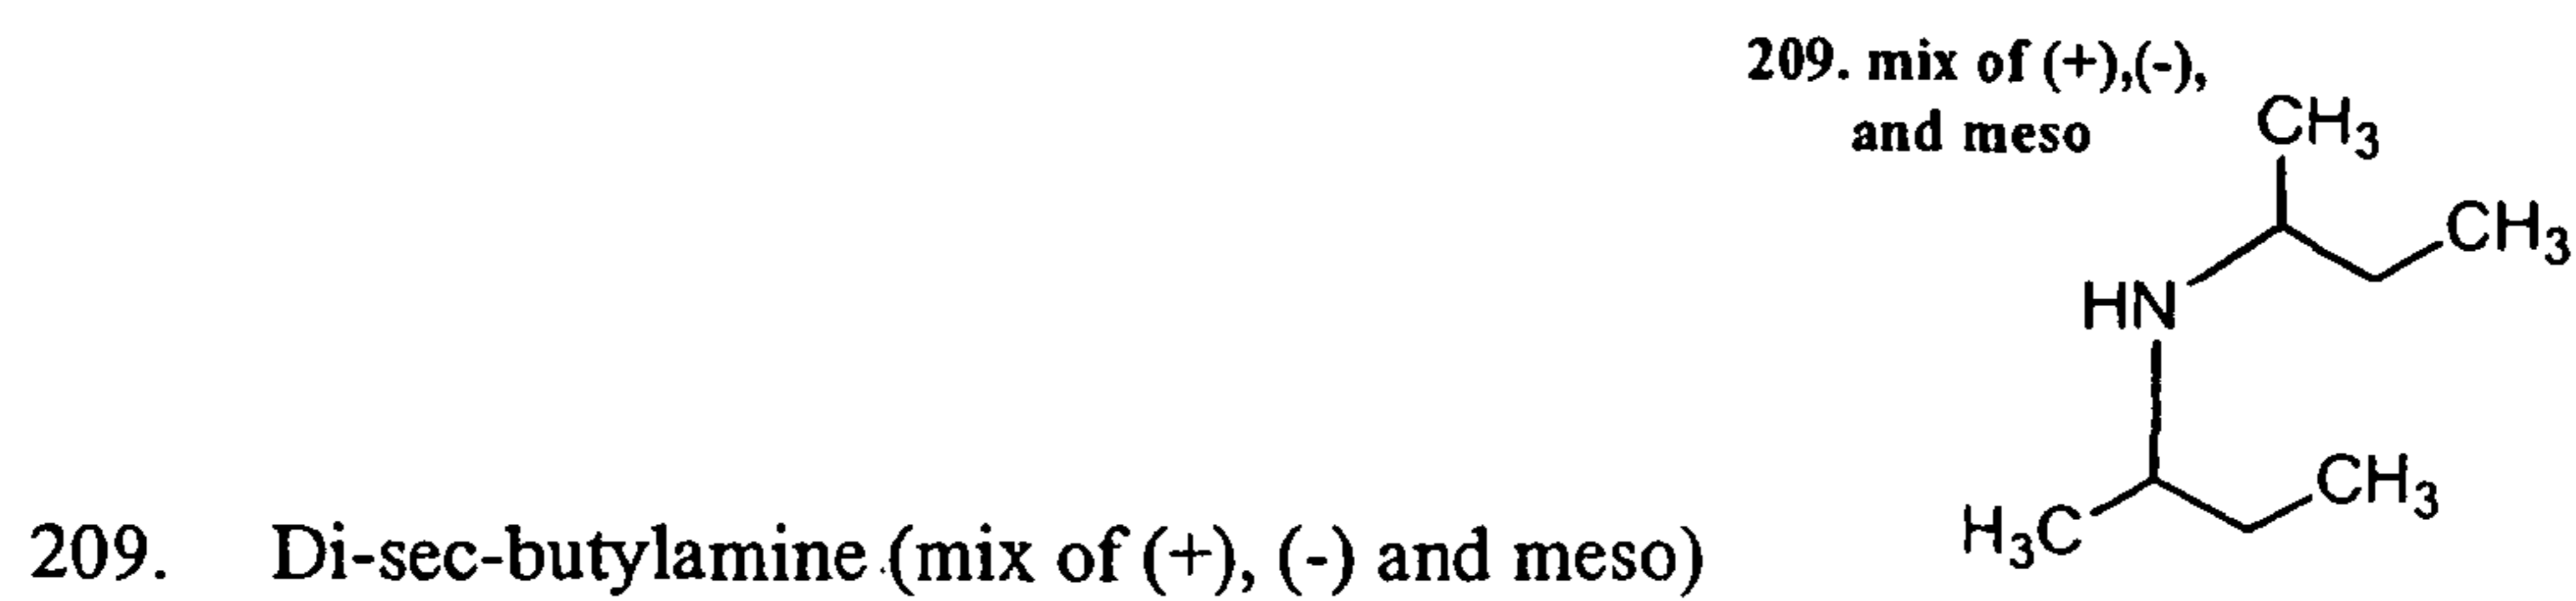 209. mix of (+),(-),
and meso
CH3
CH3
HN
CH3
H3C
209. Di-sec-butylamine (mix of (+), (-) and meso)